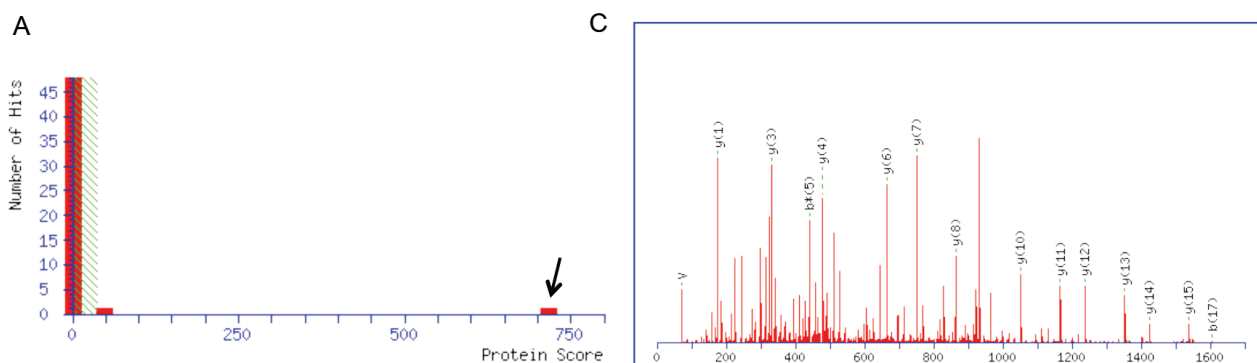 A
Number of Hits
45
40
35
30
25
20
15
10
5
0
0 250 500 750
Protein Score
C
V
y(1)
y(3)
b*(5)
y(4)
y(6)
y(7)
y(8)
y(10)
y(11)
y(12)
y(13)
y(14)
y(15)
b(17)
0 200 400 600 800 1000 1200 1400 1600